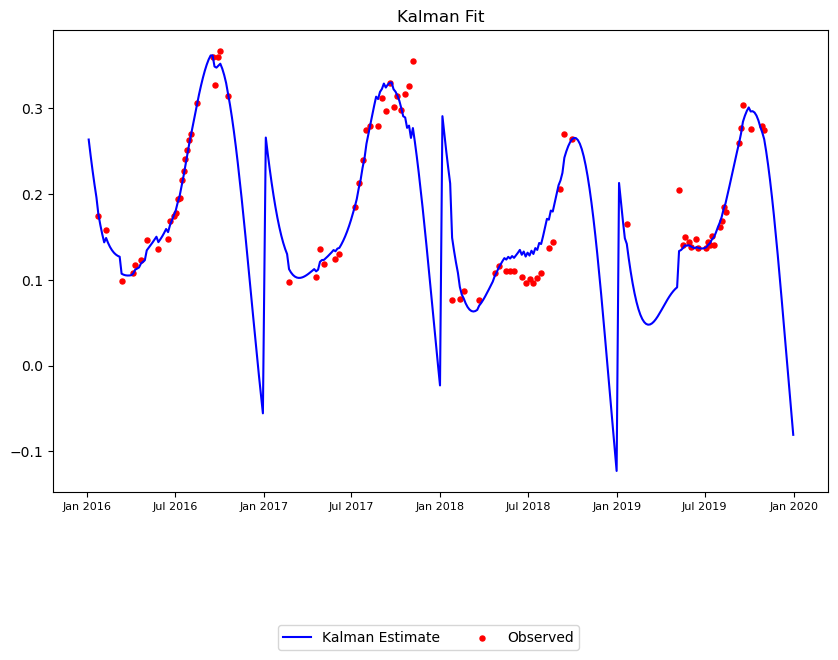 Kalman Fit
0.3
0.2
0.1
0.0
−0.1
Jan 2016 Jul 2016 Jan 2017 Jul 2017 Jan 2018 Jul 2018 Jan 2019 Jul 2019 Jan 2020
Kalman Estimate Observed